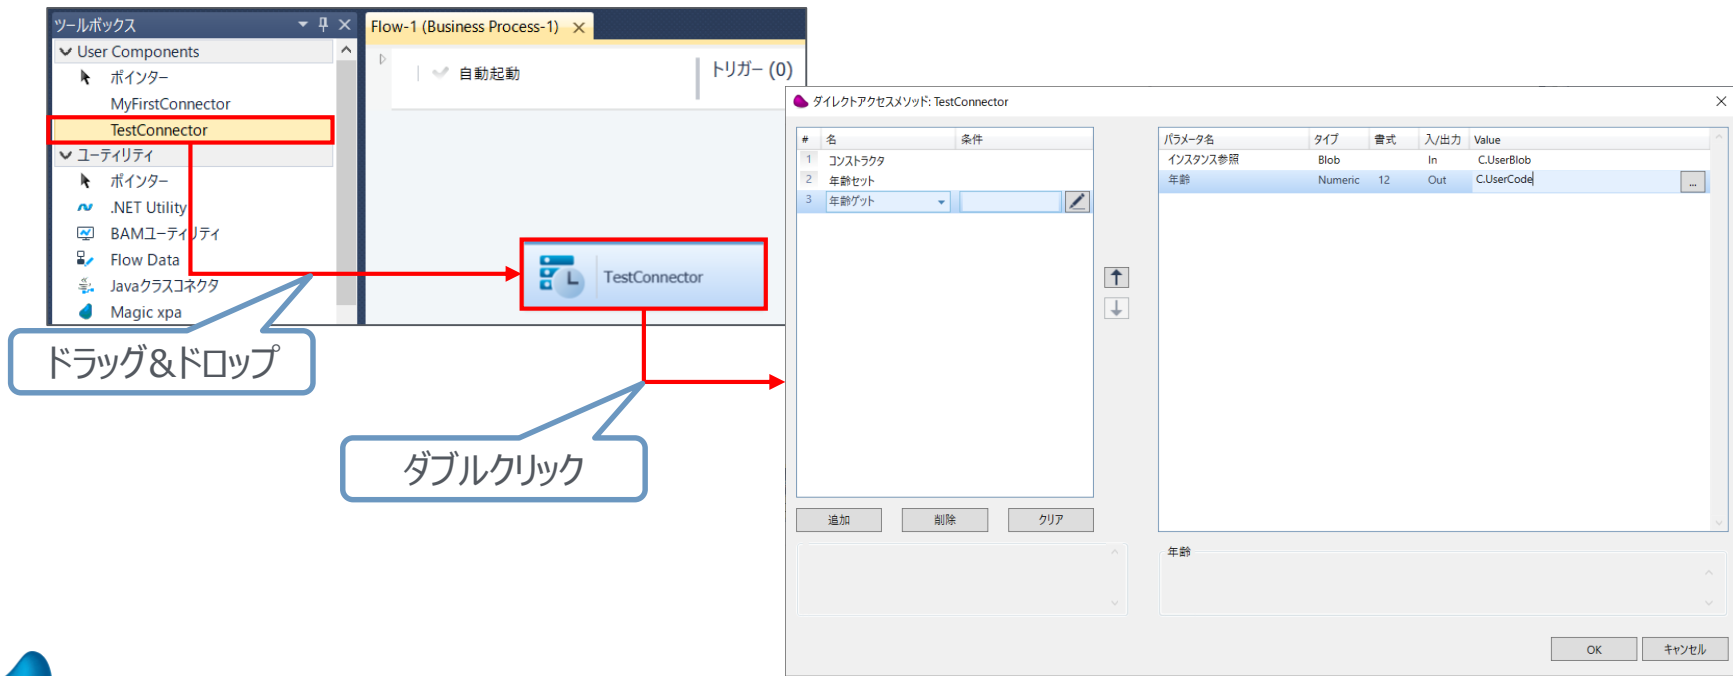 ツールボックス
User Components
ポインター
MyFirstConnector
TestConnector
ユーティリティ
ポインター
.NET Utility
BAMユーティリティ
Flow Data
Javaクラスコネクタ
Magic xpa
Flow-1 (Business Process-1)
自動起動
トリガー (0)
TestConnector
ドラッグ&ドロップ
ダブルクリック
ダイレクトアクセスメソッド: TestConnector
# 名 条件
1 コンストラクタ
2 年齢セット
3 年齢ゲット
追加 削除 クリア
パラメータ名 タイプ 書式 入/出力 Value
インスタンス参照 Blob In C.UserBlob
年齢 Numeric 12 Out C.UserCode
...
年齢
OK キャンセル